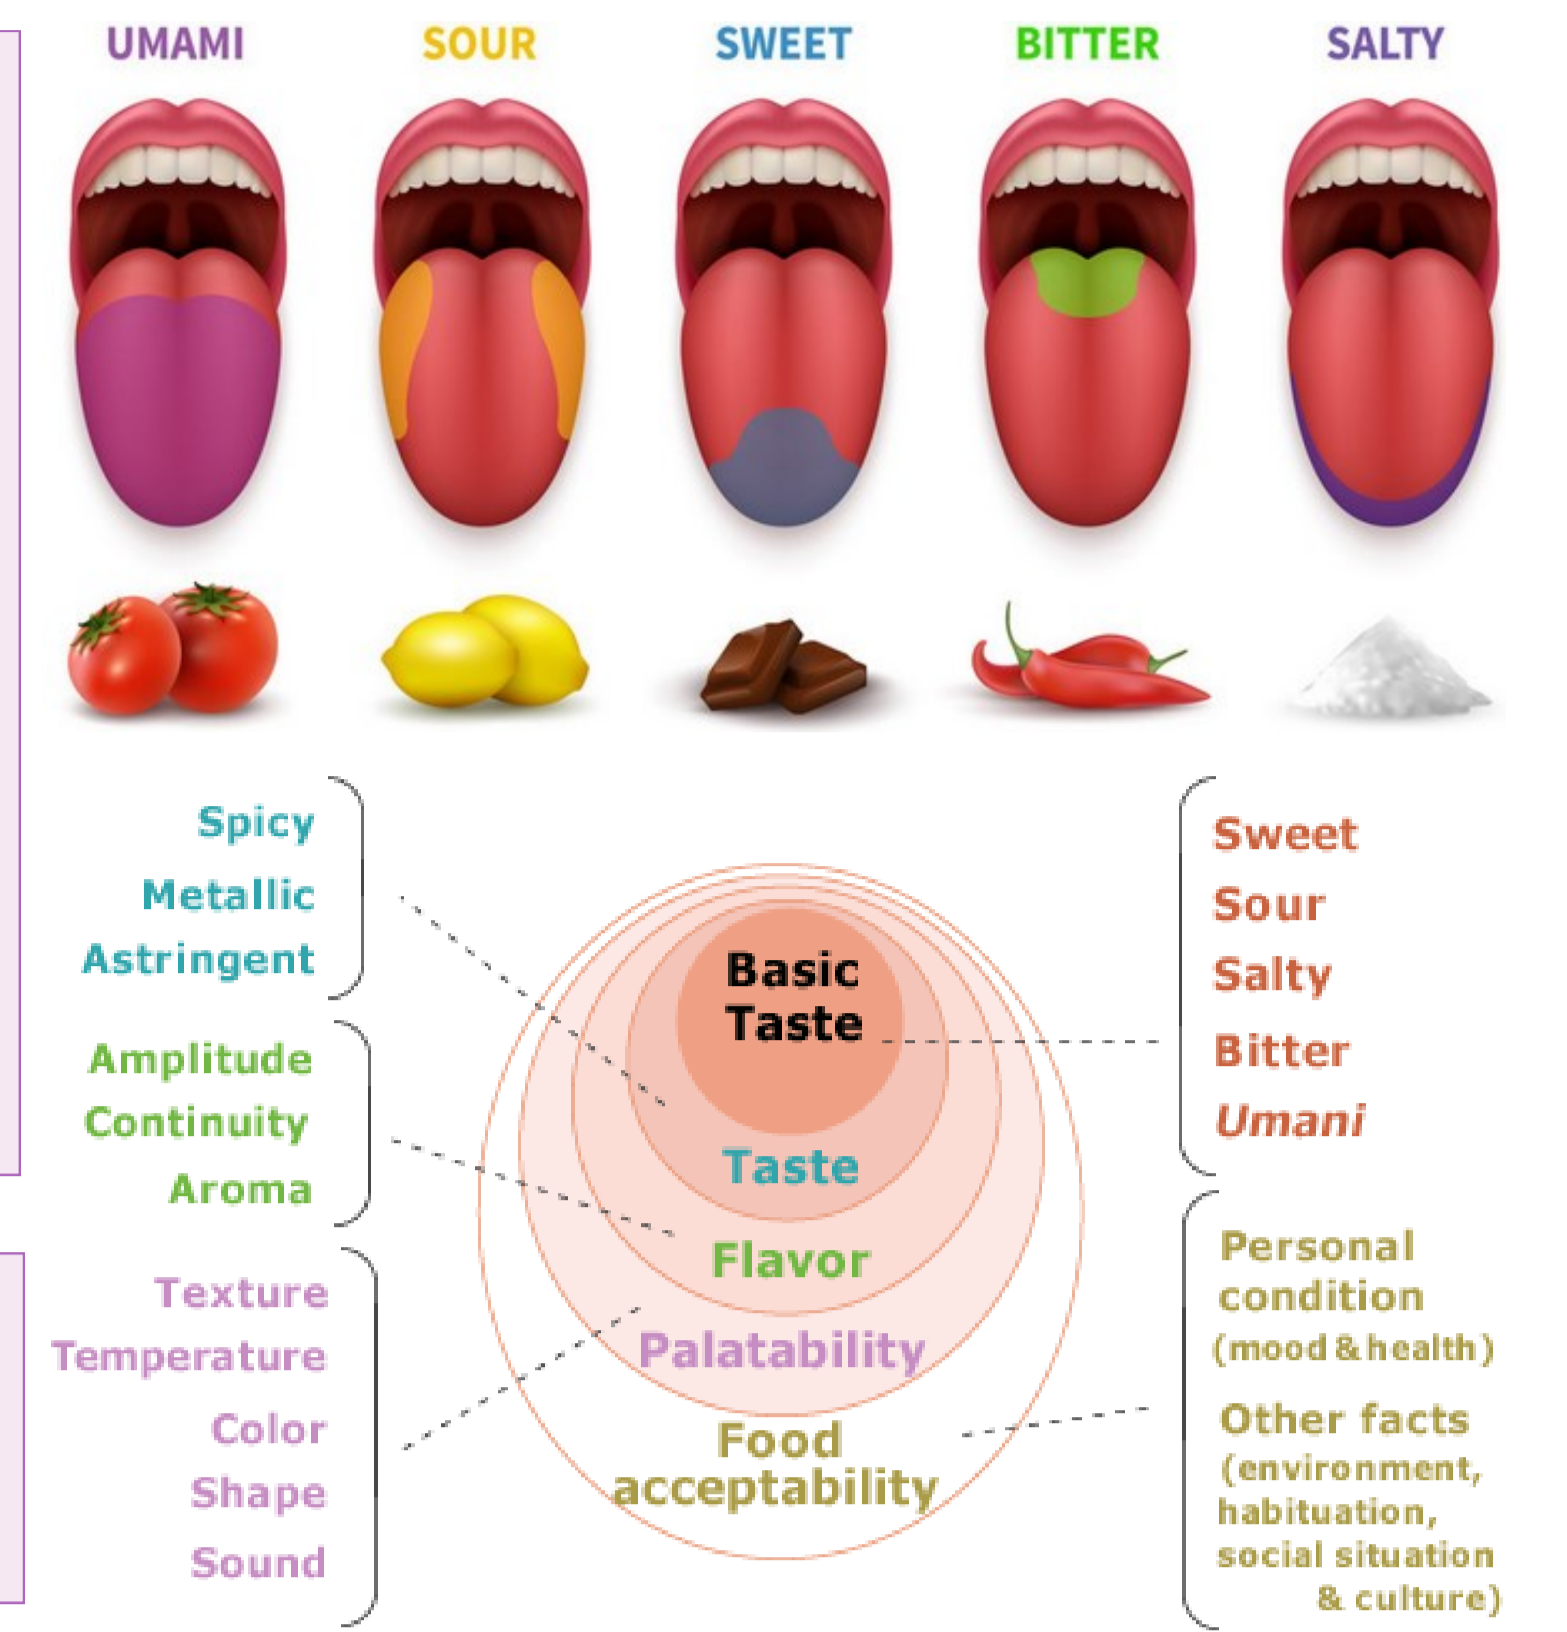 UMAMI
SOUR
SWEET
BITTER
SALTY
Spicy
Metallic
Astringent
Amplitude
Continuity
Aroma
Texture
Temperature
Color
Shape
Sound
Basic
Taste
Taste
Flavor
Palatability
Food
acceptability
Sweet
Sour
Salty
Bitter
Umani
Personal
condition
(mood & health)
Other facts
(environment,
habituation,
social situation
& culture)